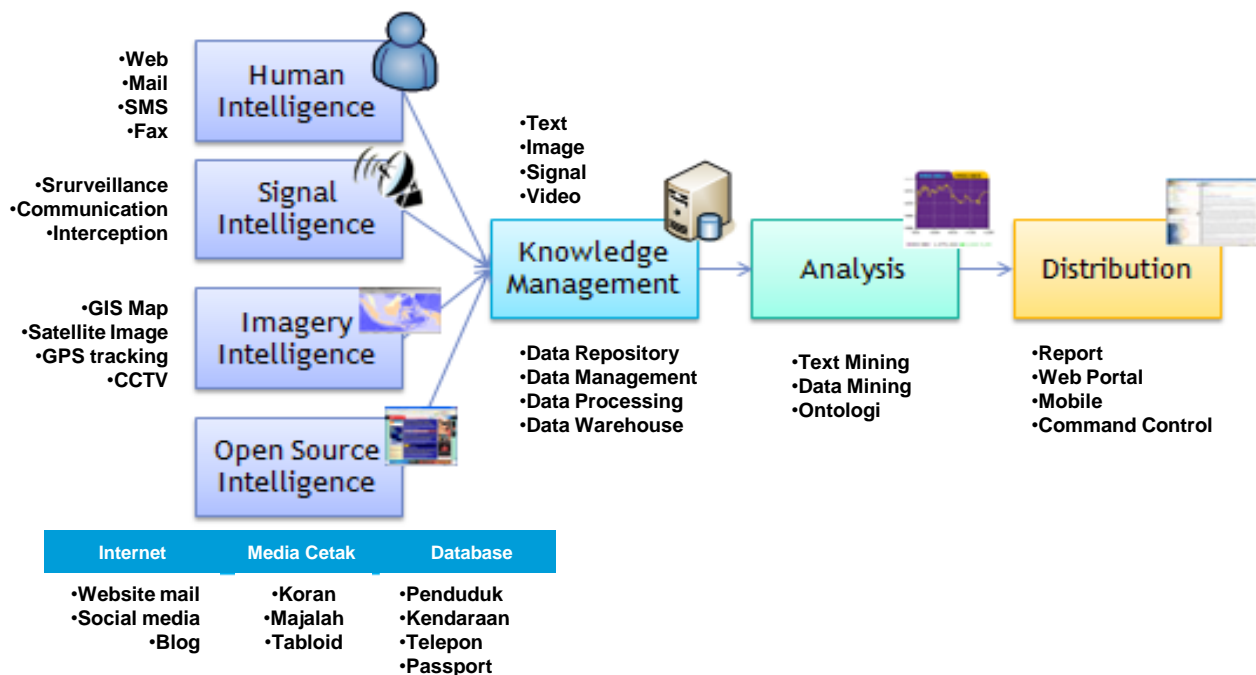 •Web
•Mail
•SMS
•Fax
Human
Intelligence
•Srurveillance
•Communication
•Interception
Signal
Intelligence
•GIS Map
•Satellite Image
•GPS tracking
•CCTV
Imagery
Intelligence
Open Source
Intelligence
•Text
•Image
•Signal
•Video
Knowledge
Management
•Data Repository
•Data Management
•Data Processing
•Data Warehouse
Analysis
•Text Mining
•Data Mining
•Ontologi
Distribution
•Report
•Web Portal
•Mobile
•Command Control
Internet
•Website mail
•Social media
•Blog
Media Cetak
•Koran
•Majalah
•Tabloid
Database
•Penduduk
•Kendaraan
•Telepon
•Passport